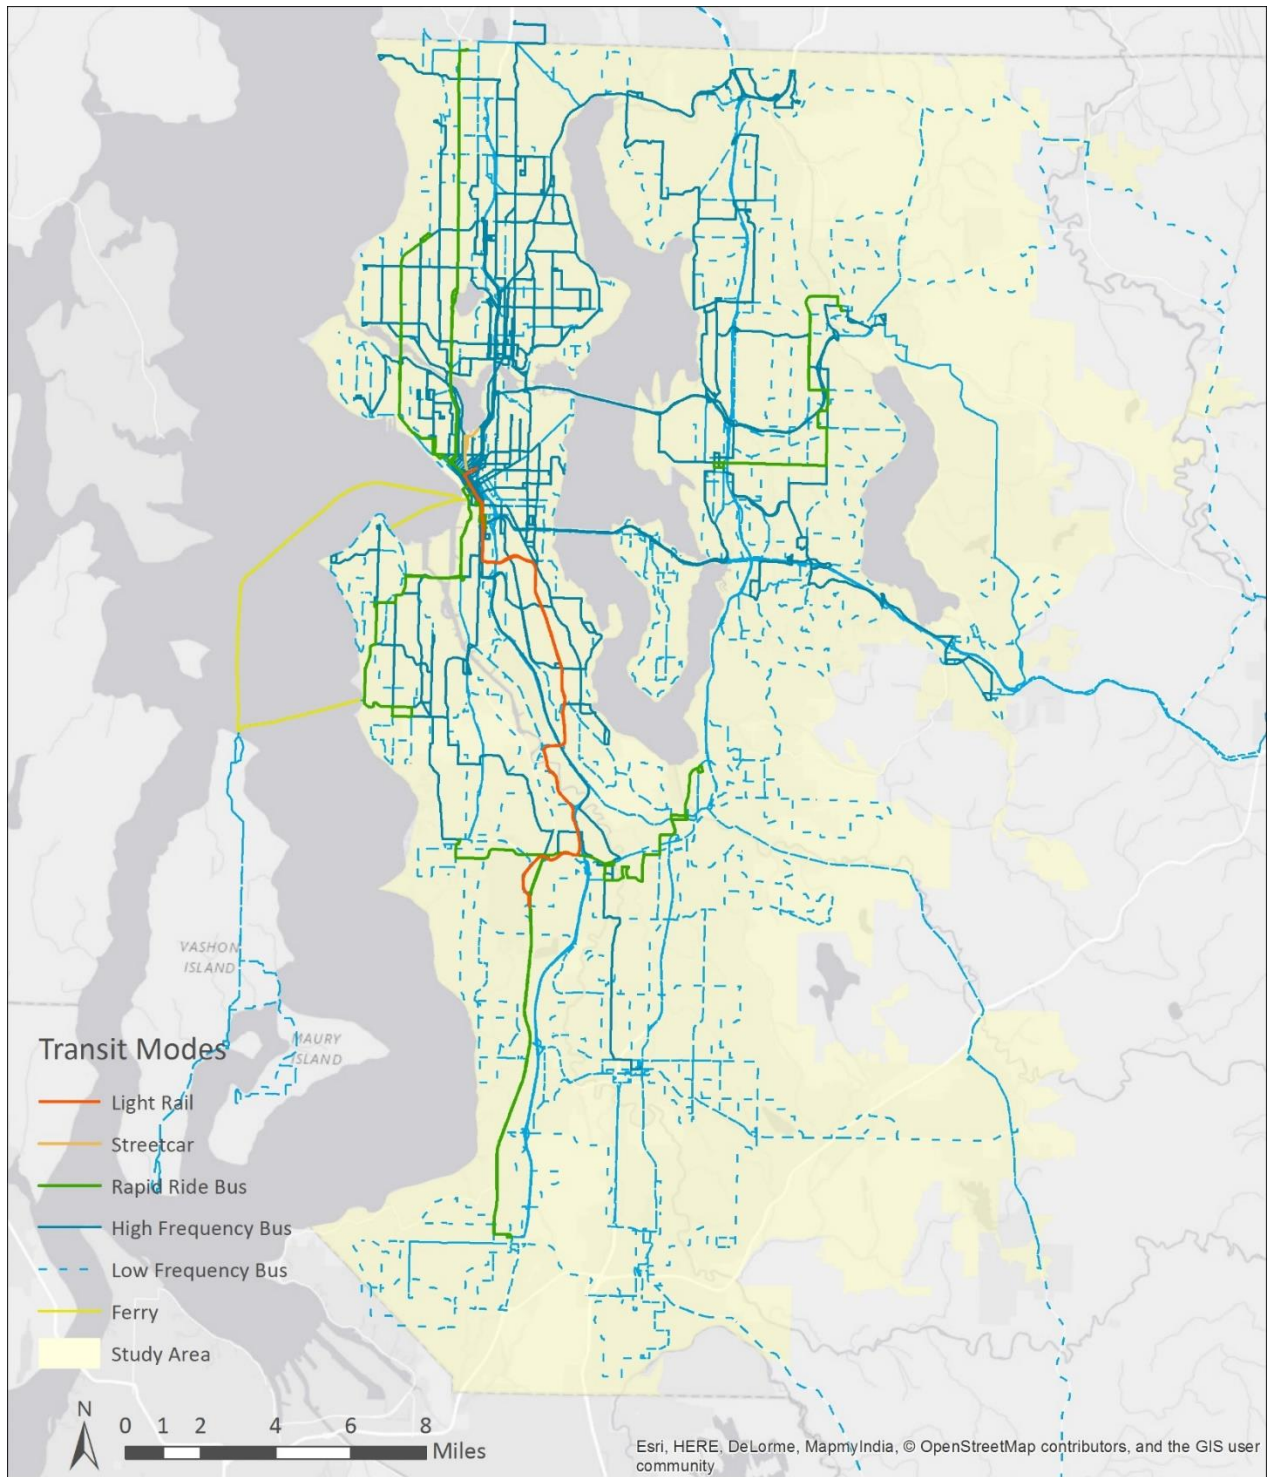 VASHON
ISLAND
MAURY
ISLAND
Transit Modes
Light Rail
Streetcar
Rapid Ride Bus
High Frequency Bus
Low Frequency Bus
Ferry
Study Area
N
0 1 2 4 6 8
Miles
Esri, HERE, DeLorme, MapmyIndia, © OpenStreetMap contributors, and the GIS user
community